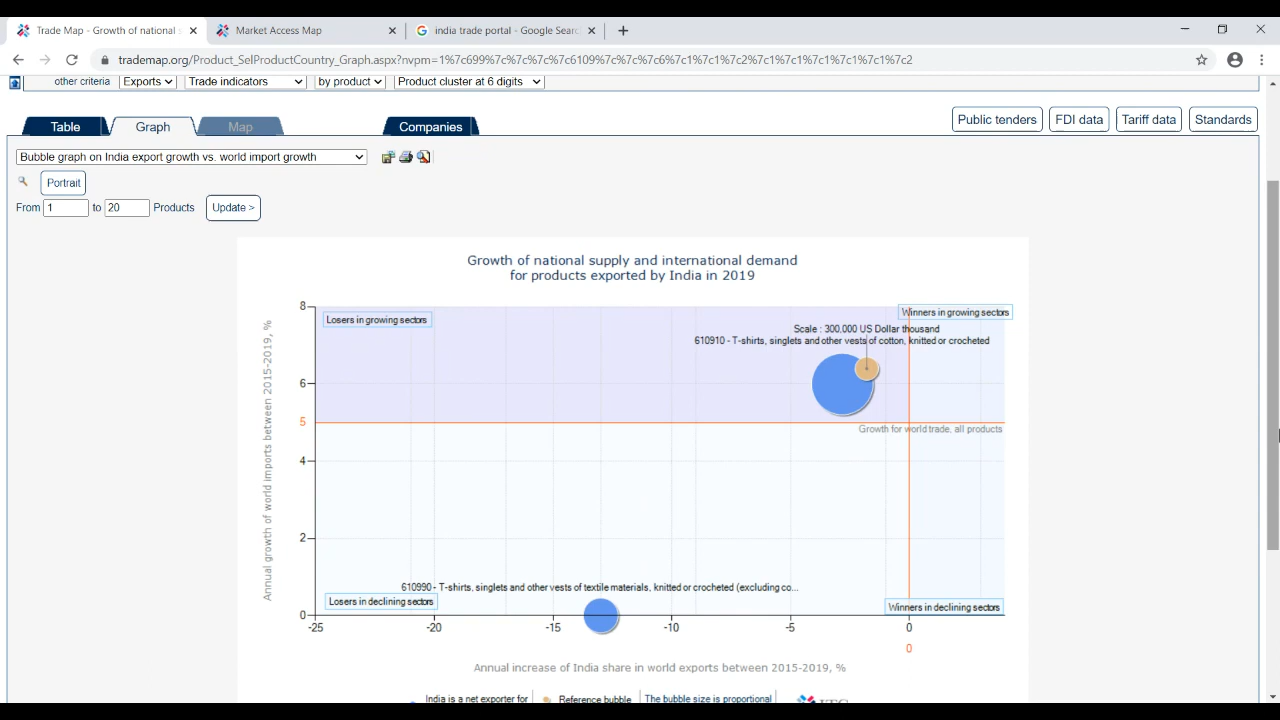 Trade Map - Growth of national s
Market Access Map
india trade portal - Google Searc
trademap.org/Product_SelProductCountry_Graph.aspx?nvpm=1%7c699%7c%7c%7c%7c6109%7c%7c%7c6%7c1%7c1%7c2%7c1%7c1%7c1%7c1%7c1%7c2
other criteria Exports Trade indicators by product Product cluster at 6 digits
Table Graph Map Companies
Public tenders FDI data Tariff data Standards
Bubble graph on India export growth vs. world import growth
Portrait
From 1 to 20 Products Update >
Growth of national supply and international demand
for products exported by India in 2019
8
Losers in growing sectors
Winners in growing sectors
Scale : 300,000 US Dollar thousand
610910 - T-shirts, singlets and other vests of cotton, knitted or crocheted
6
5
Growth for world trade, all products
4
2
Annual growth of world imports between 2015-2019, %
610990 - T-shirts, singlets and other vests of textile materials, knitted or crocheted (excluding co...
Losers in declining sectors
Winners in declining sectors
0
-25 -20 -15 -10 -5 0
0
Annual increase of India share in world exports between 2015-2019, %
India is a net exporter for Reference bubble The bubble size is proportional